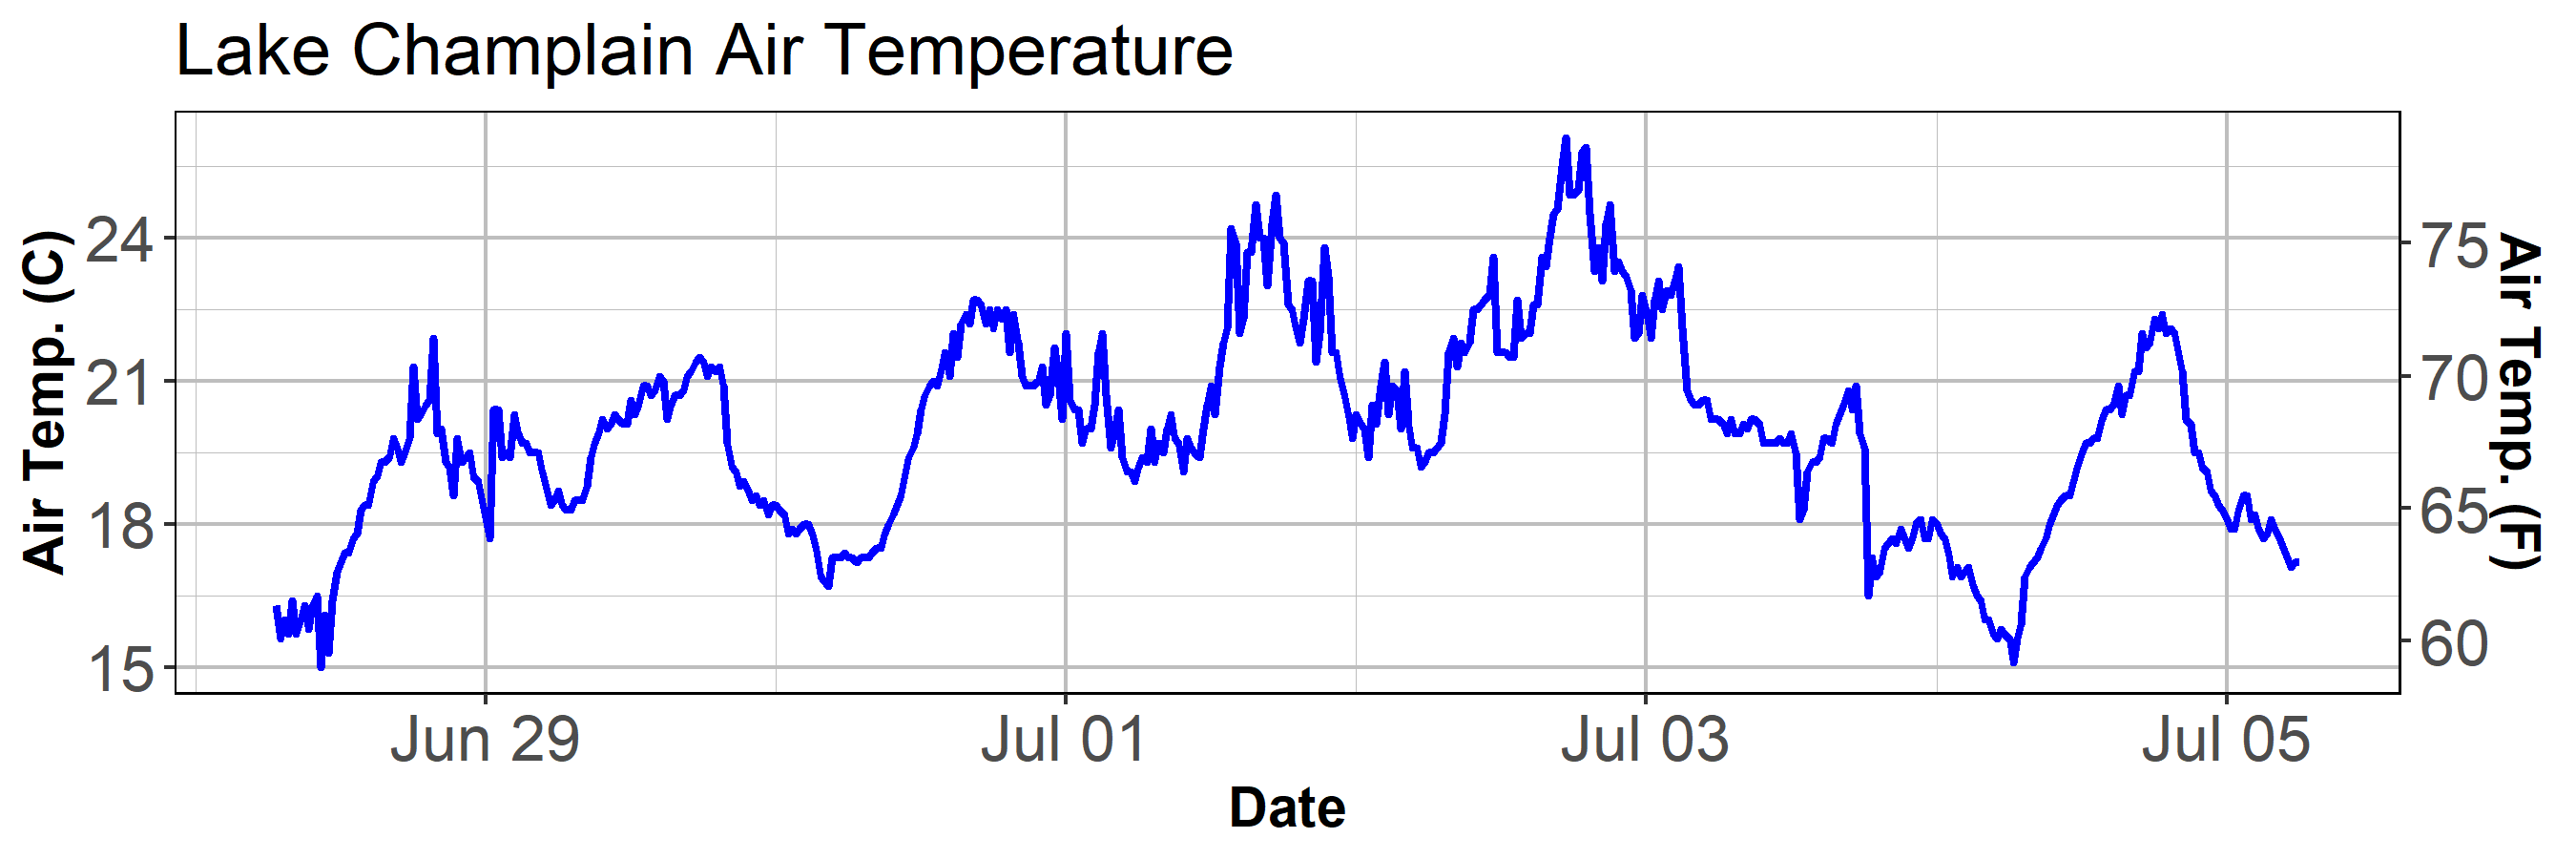 Lake Champlain Air Temperature
Air Temp. (C)
24
21
18
15
75
70
65
60
Air Temp. (F)
Jun 29
Jul 01
Jul 03
Jul 05
Date